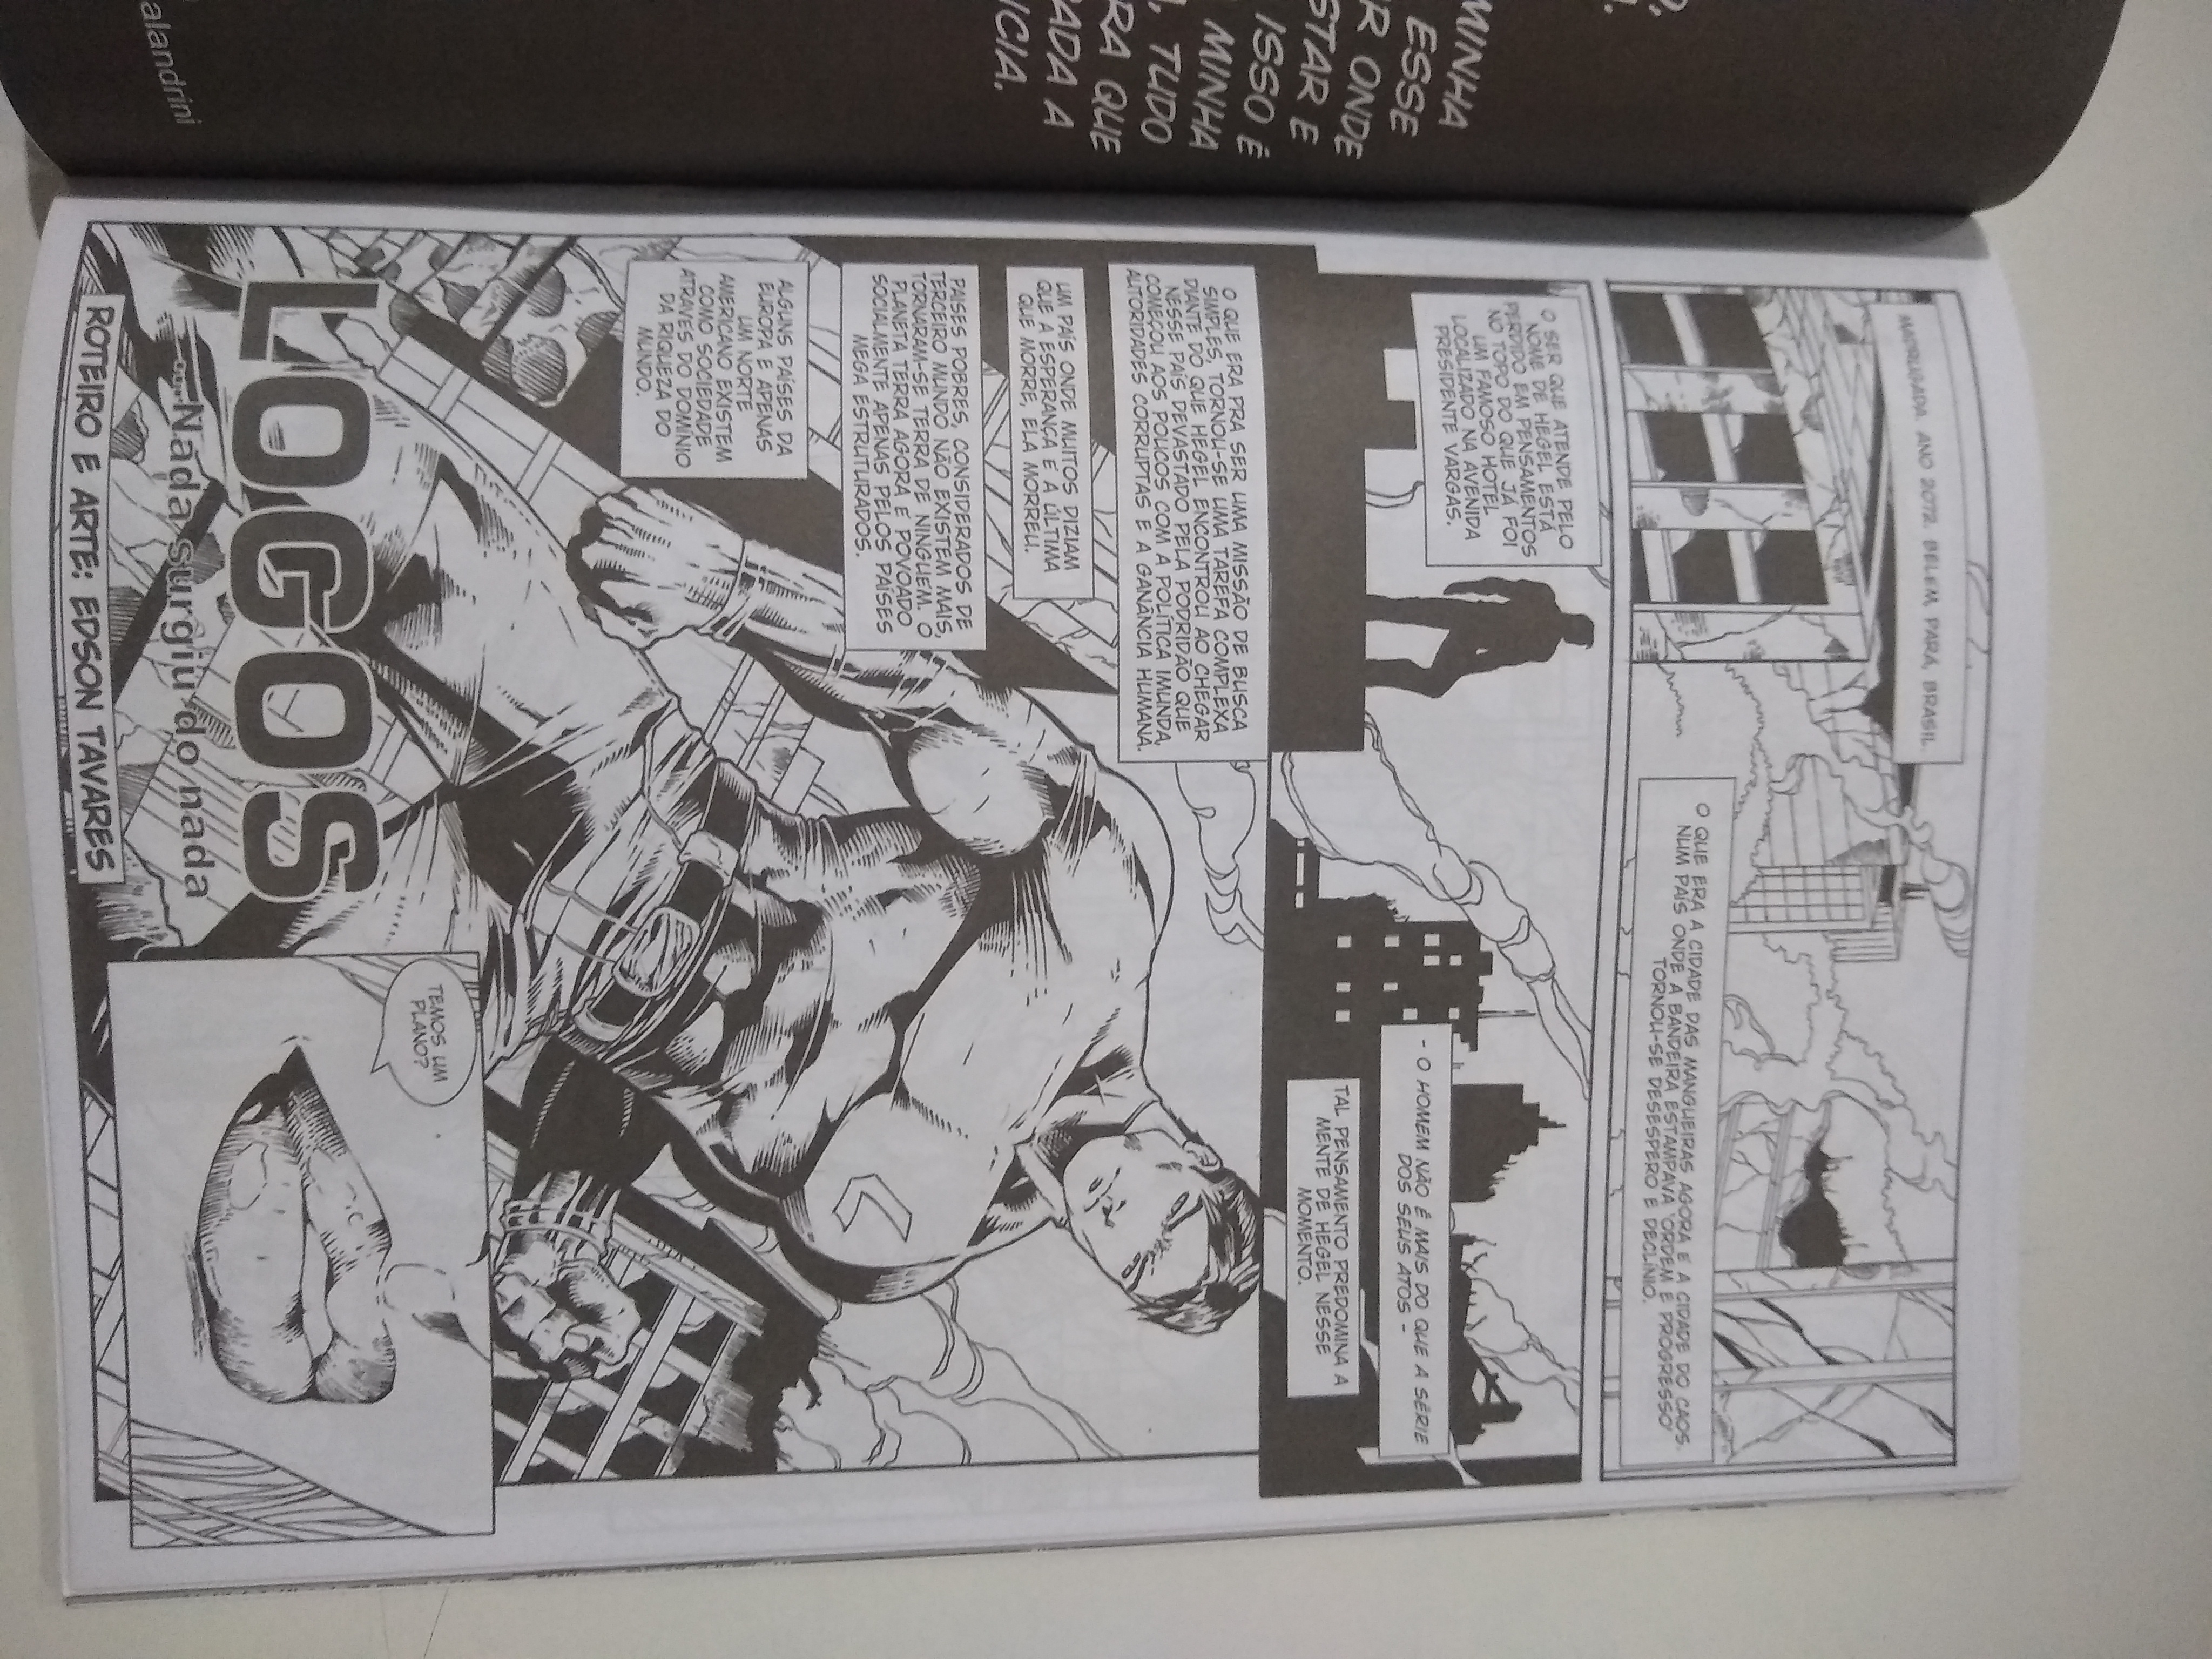 MINHA
ESSE
R ONDE
STAR E
ISSO É
MINHA
, TUDO
RA QUE
ADA A
CIA.
alandrini
MADRUGADA. ANO 2072. BELEM, PARÁ, BRASIL.
O QUE ERA A CIDADE DAS MANGUEIRAS AGORA E A CIDADE DO CAOS.
NUM PAÍS ONDE A BANDEIRA ESTAMPAVA 'ORDEM E PROGRESSO'
TORNOU-SE DESESPERO E DECLÍNIO.
O SER QUE ATENDE PELO
NOME DE HEGEL ESTÁ
PERDIDO EM PENSAMENTOS
NO TOPO DO QUE JÁ FOI
UM FAMOSO HOTEL
LOCALIZADO NA AVENIDA
PRESIDENTE VARGAS.
- O HOMEM NÃO É MAIS DO QUE A SÉRIE
DOS SEUS ATOS -
TAL PENSAMENTO PREDOMINA A
MENTE DE HEGEL NESSE
MOMENTO.
O QUE ERA PRA SER UMA MISSÃO DE BUSCA
SIMPLES, TORNOU-SE UMA TAREFA COMPLEXA
DIANTE DO QUE HEGEL ENCONTROU AO CHEGAR
NESSE PAÍS DEVASTADO PELA PODRIDÃO QUE
COMEÇOU AOS POUCOS COM A POLÍTICA IMUNDA,
AUTORIDADES CORRUPTAS E A GANÂNCIA HUMANA.
UM PAÍS ONDE MUITOS DIZIAM
QUE A ESPERANÇA E A ÚLTIMA
QUE MORRE, ELA MORREU.
PAISES POBRES, CONSIDERADOS DE
TERCEIRO MUNDO NÃO EXISTEM MAIS,
TORNARAM-SE TERRA DE NINGUEM. O
PLANETA TERRA AGORA E POVOADO
SOCIALMENTE APENAS PELOS PAÍSES
MEGA ESTRUTURADOS.
ALGUNS PAÍSES DA
EUROPA E APENAS
UM NORTE
AMERICANO EXISTEM
COMO SOCIEDADE
ATRAVES DO DOMÍNIO
DA RIQUEZA DO
MUNDO.
TEMOS UM
PLANO?
LOGOS
...Nada surgiu do nada
ROTEIRO E ARTE: EDSON TAVARES